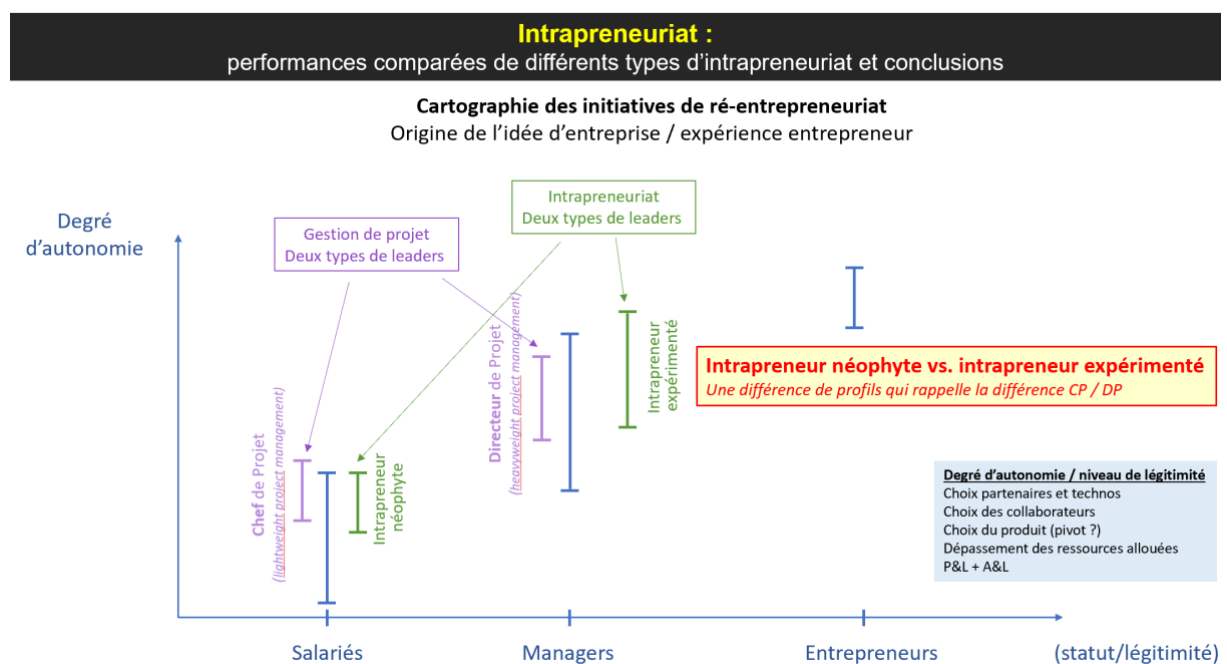 Intrapreneuriat :
performances comparées de différents types d'intrapreneuriat et conclusions
Cartographie des initiatives de ré-entrepreneuriat
Origine de l'idée d'entreprise / expérience entrepreneur
Degré
d'autonomie
Gestion de projet
Deux types de leaders
Intrapreneuriat
Deux types de leaders
Chef de Projet
(lightweight project management)
Intrapreneur
néophyte
Directeur de Projet
(heavyweight project management)
Intrapreneur
expérimenté
Intrapreneur néophyte vs. intrapreneur expérimenté
Une différence de profils qui rappelle la différence CP / DP
Degré d'autonomie / niveau de légitimité
Choix partenaires et technos
Choix des collaborateurs
Choix du produit (pivot ?)
Dépassement des ressources allouées
P&L + A&L
Salariés
Managers
Entrepreneurs
(statut/légitimité)